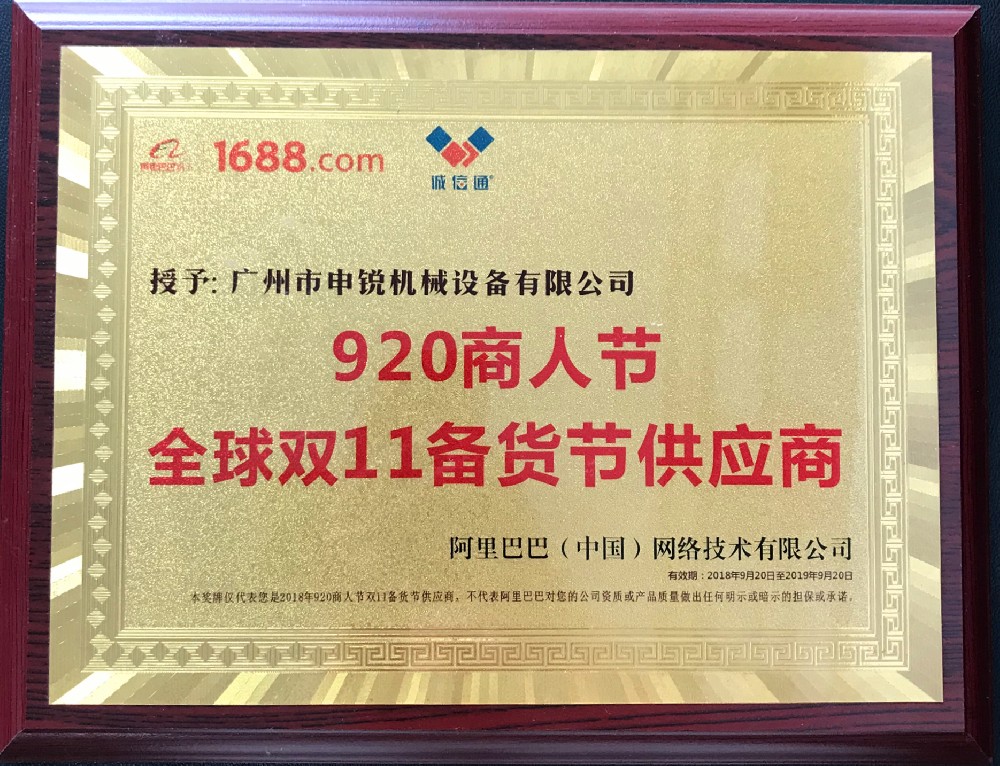 阿里巴巴 1688.com 诚信通®
授予: 广州市申锐机械设备有限公司
920商人节
全球双11备货节供应商
阿里巴巴（中国）网络技术有限公司
有效期：2018年9月20日至2019年9月20日
本奖牌仅代表您是2018年920商人节双11备货节供应商，不代表阿里巴巴对您的公司资质或产品质量做出任何明示或暗示的担保或承诺。